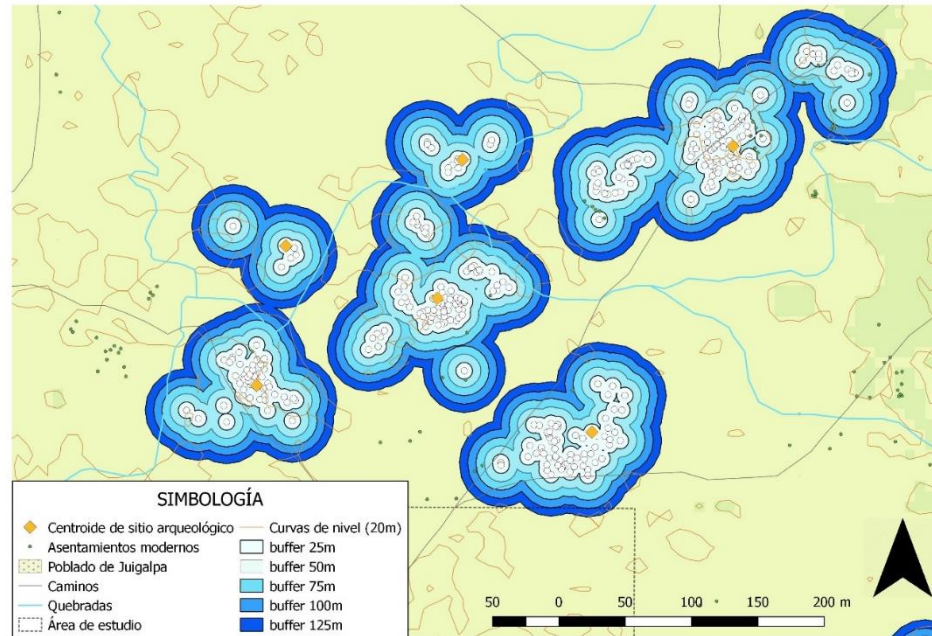 SIMBOLOGÍA
Centroide de sitio arqueológico
Asentamientos modernos
Poblado de Juigalpa
Caminos
Quebradas
Área de estudio
Curvas de nivel (20m)
buffer 25m
buffer 50m
buffer 75m
buffer 100m
buffer 125m
50 0 50 100 150 200 m